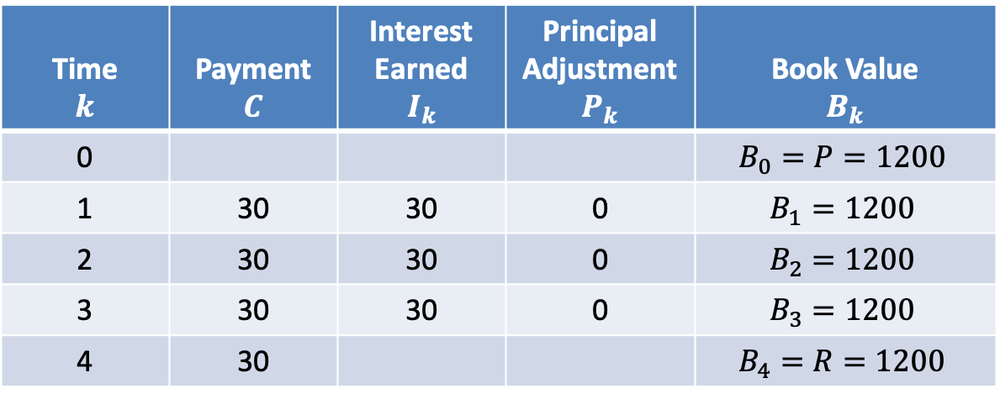 Time k Payment C Interest Earned I_k Principal Adjustment P_k Book Value B_k
0 B_0 = P = 1200
1 30 30 0 B_1 = 1200
2 30 30 0 B_2 = 1200
3 30 30 0 B_3 = 1200
4 30 B_4 = R = 1200